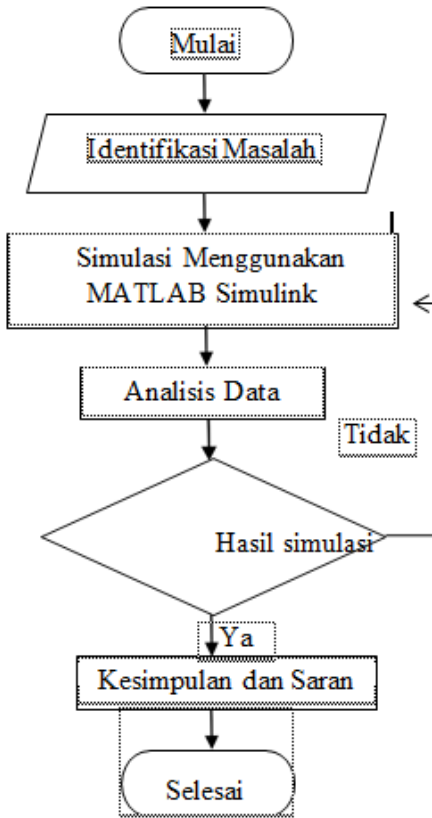 Mulai
Identifikasi Masalah
Simulasi Menggunakan
MATLAB Simulink
Analisis Data
Tidak
Hasil simulasi
Ya
Kesimpulan dan Saran
Selesai